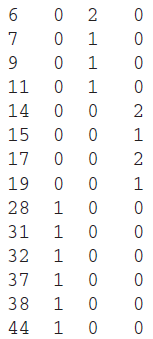 6 0 2 0
7 0 1 0
9 0 1 0
11 0 1 0
14 0 0 2
15 0 0 1
17 0 0 2
19 0 0 1
28 1 0 0
31 1 0 0
32 1 0 0
37 1 0 0
38 1 0 0
44 1 0 0